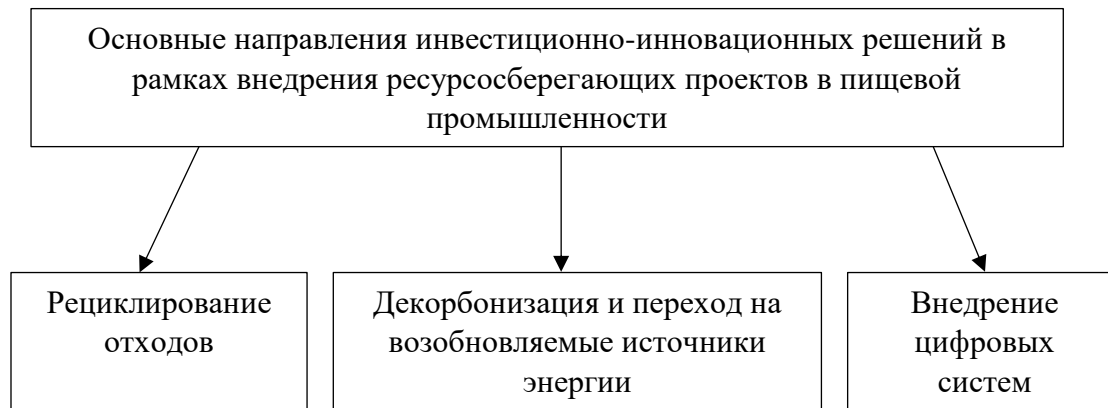 Основные направления инвестиционно-инновационных решений в
рамках внедрения ресурсосберегающих проектов в пищевой
промышленности
Рециклирование
отходов
Декорбонизация и переход на
возобновляемые источники
энергии
Внедрение
цифровых
систем